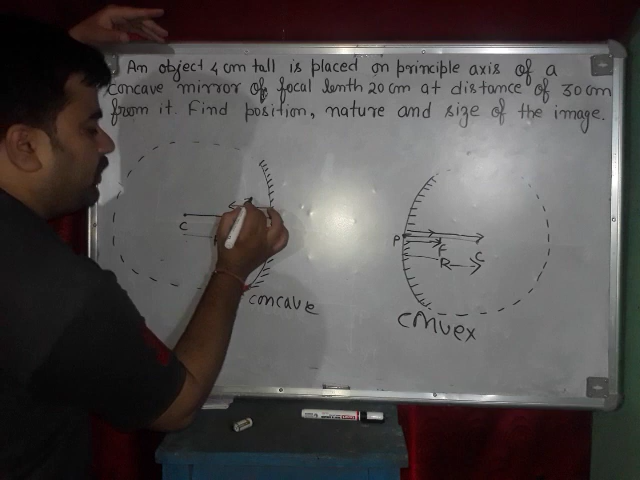 An object 4 cm tall is placed on principle axis of a
concave mirror of focal lenth 20 cm at distance of 30 cm
from it. Find position, nature and size of the image.
C
P
F
R
C
concave
convex